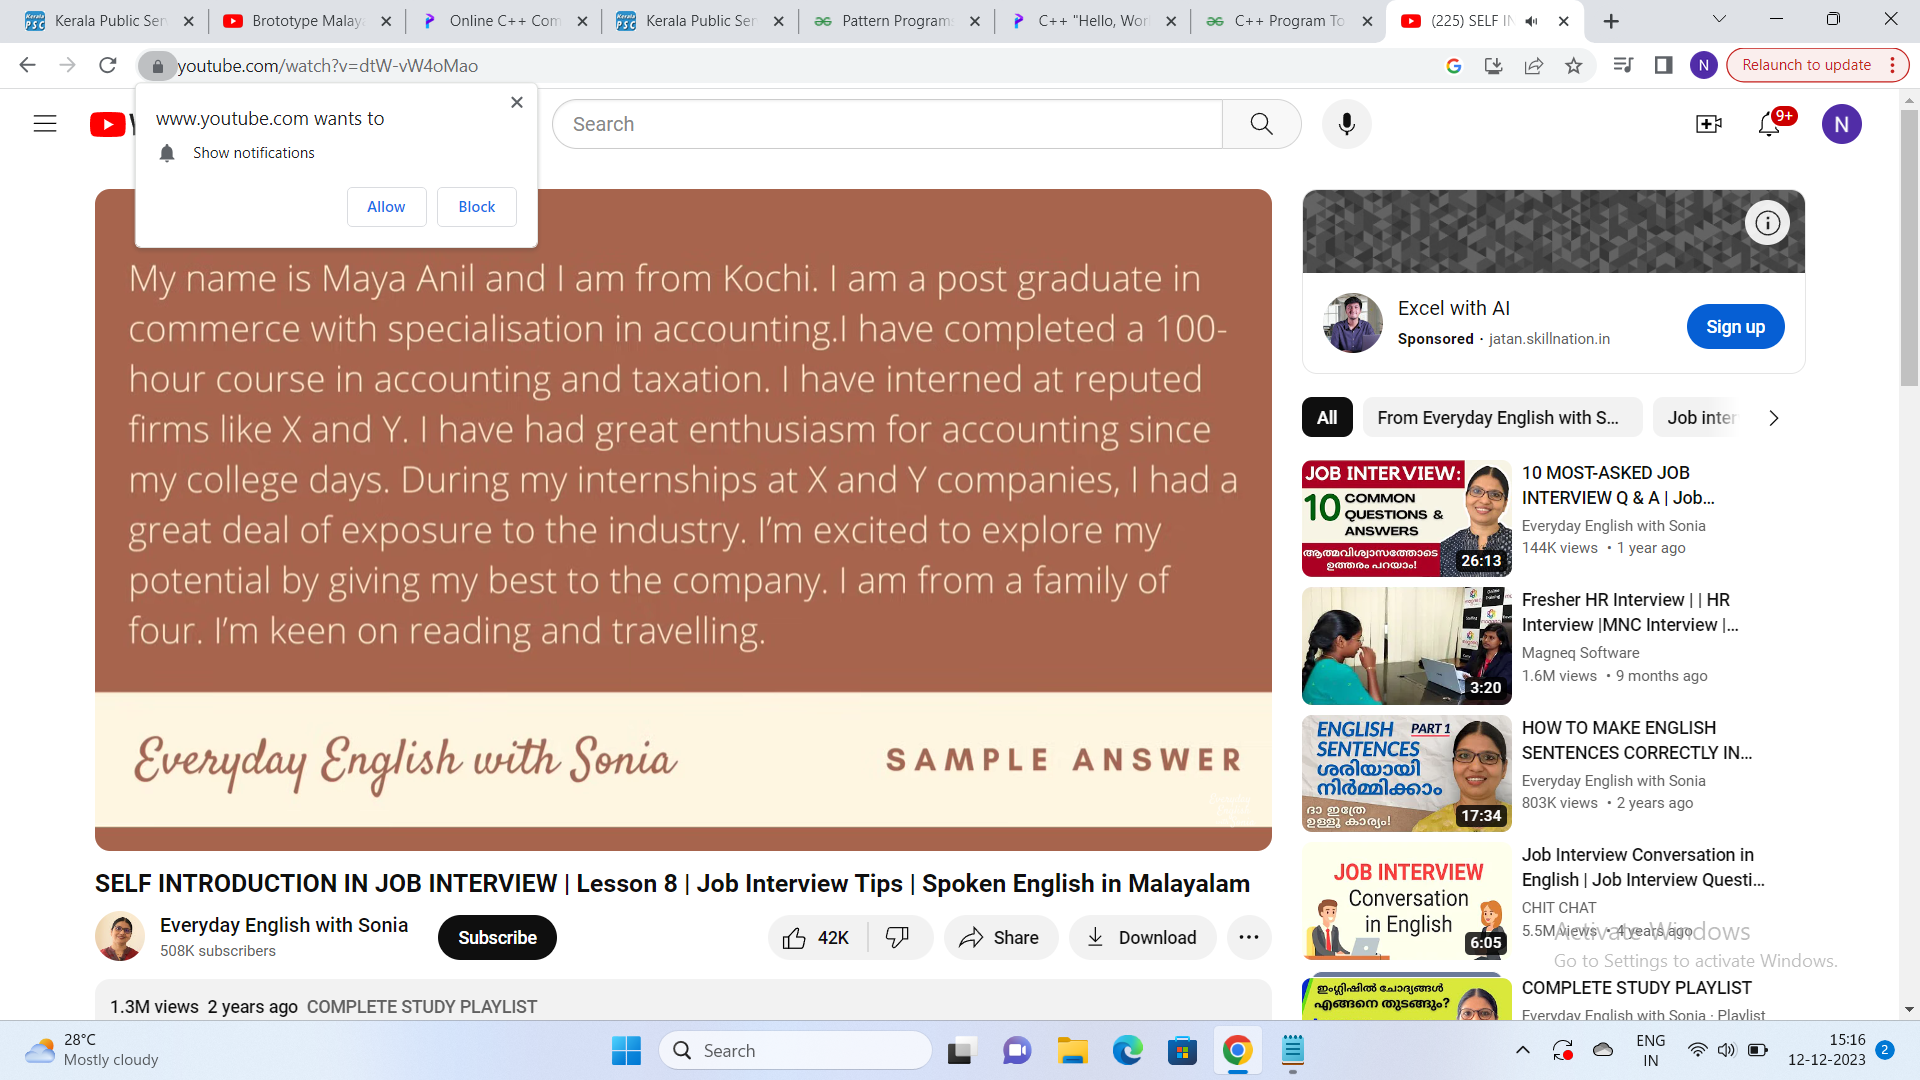 Kerala Public Ser
Brototype Malaya
Online C++ Com
Kerala Public Ser
Pattern Programs
C++ "Hello, Wor
C++ Program To
(225) SELF IN
youtube.com/watch?v=dtW-vW4oMao
Relaunch to update
www.youtube.com wants to
Show notifications
Allow Block
Search
9+
N
My name is Maya Anil and I am from Kochi. I am a post graduate in
commerce with specialisation in accounting.I have completed a 100-
hour course in accounting and taxation. I have interned at reputed
firms like X and Y. I have had great enthusiasm for accounting since
my college days. During my internships at X and Y companies, I had a
great deal of exposure to the industry. I'm excited to explore my
potential by giving my best to the company. I am from a family of
four. I'm keen on reading and travelling.
Everyday English with Sonia
SAMPLE ANSWER
SELF INTRODUCTION IN JOB INTERVIEW | Lesson 8 | Job Interview Tips | Spoken English in Malayalam
Everyday English with Sonia
508K subscribers
Subscribe
42K
Share
Download
1.3M views 2 years ago COMPLETE STUDY PLAYLIST
Excel with AI
Sponsored · jatan.skillnation.in
Sign up
All
From Everyday English with S...
Job inter
JOB INTERVIEW:
10 COMMON
QUESTIONS &
ANSWERS
ആത്മവിശ്വാസത്തോടെ
ഉത്തരം പറയാം!
26:13
10 MOST-ASKED JOB
INTERVIEW Q & A | Job...
Everyday English with Sonia
144K views • 1 year ago
3:20
Fresher HR Interview | | HR
Interview |MNC Interview |...
Magneq Software
1.6M views • 9 months ago
ENGLISH PART 1
SENTENCES
ശരിയായി
നിർമ്മിക്കാം
ദാ ഇത്രേ
ഉള്ളൂ കാര്യം!
17:34
HOW TO MAKE ENGLISH
SENTENCES CORRECTLY IN...
Everyday English with Sonia
803K views • 2 years ago
JOB INTERVIEW
Conversation
in English
6:05
Job Interview Conversation in
English | Job Interview Questi...
CHIT CHAT
5.5M views • 4 years ago
Activate Windows
Go to Settings to activate Windows.
ഇംഗ്ലിഷിൽ ചോദ്യങ്ങൾ
എങ്ങനെ തുടങ്ങും?
COMPLETE STUDY PLAYLIST
Everyday English with Sonia · Playlist
28°C
Mostly cloudy
Search
ENG
IN
15:16
12-12-2023
2